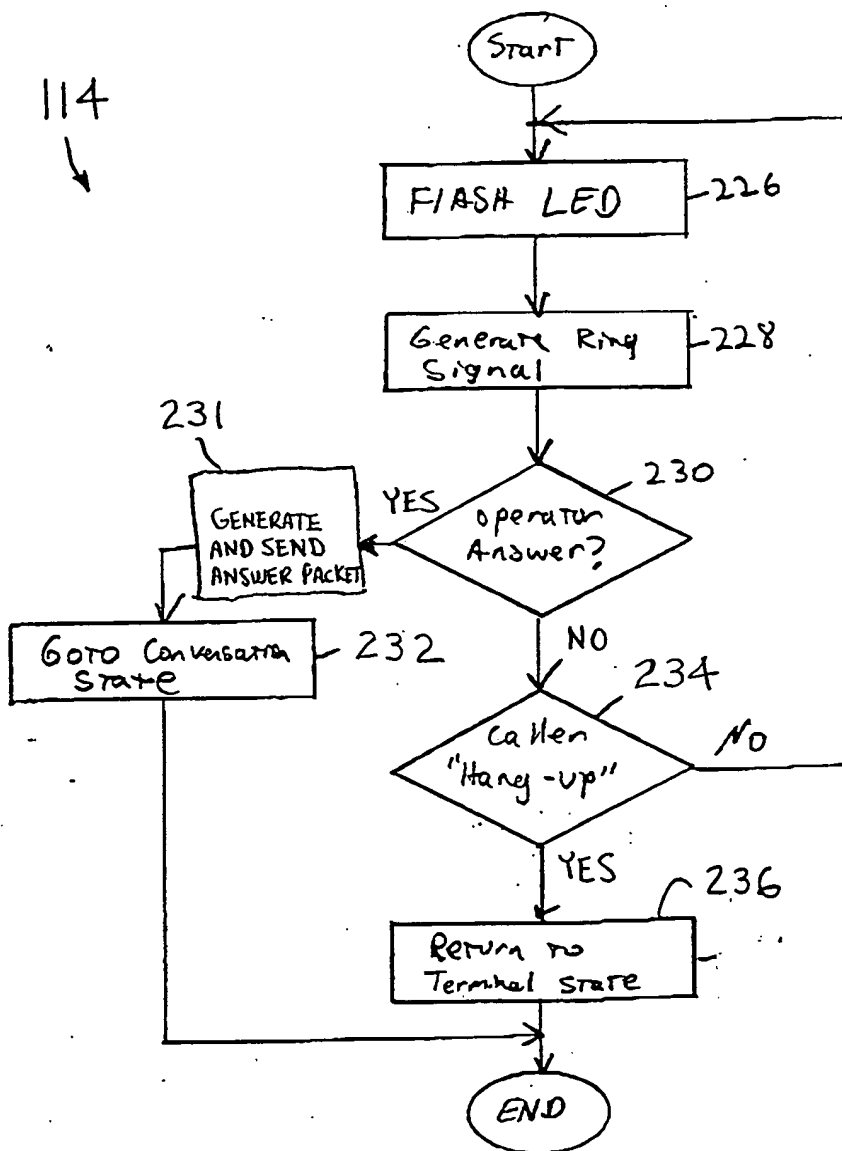 Start
114
FlASH LED
226
Generate Ring
Signal
228
231
230
YES
operator
Answer?
GENERATE
AND SEND
ANSWER PACKET
NO
GOTO Conversation
State
232
234
Caller
"Hang-up"
NO
YES
236
Return to
Terminal State
END